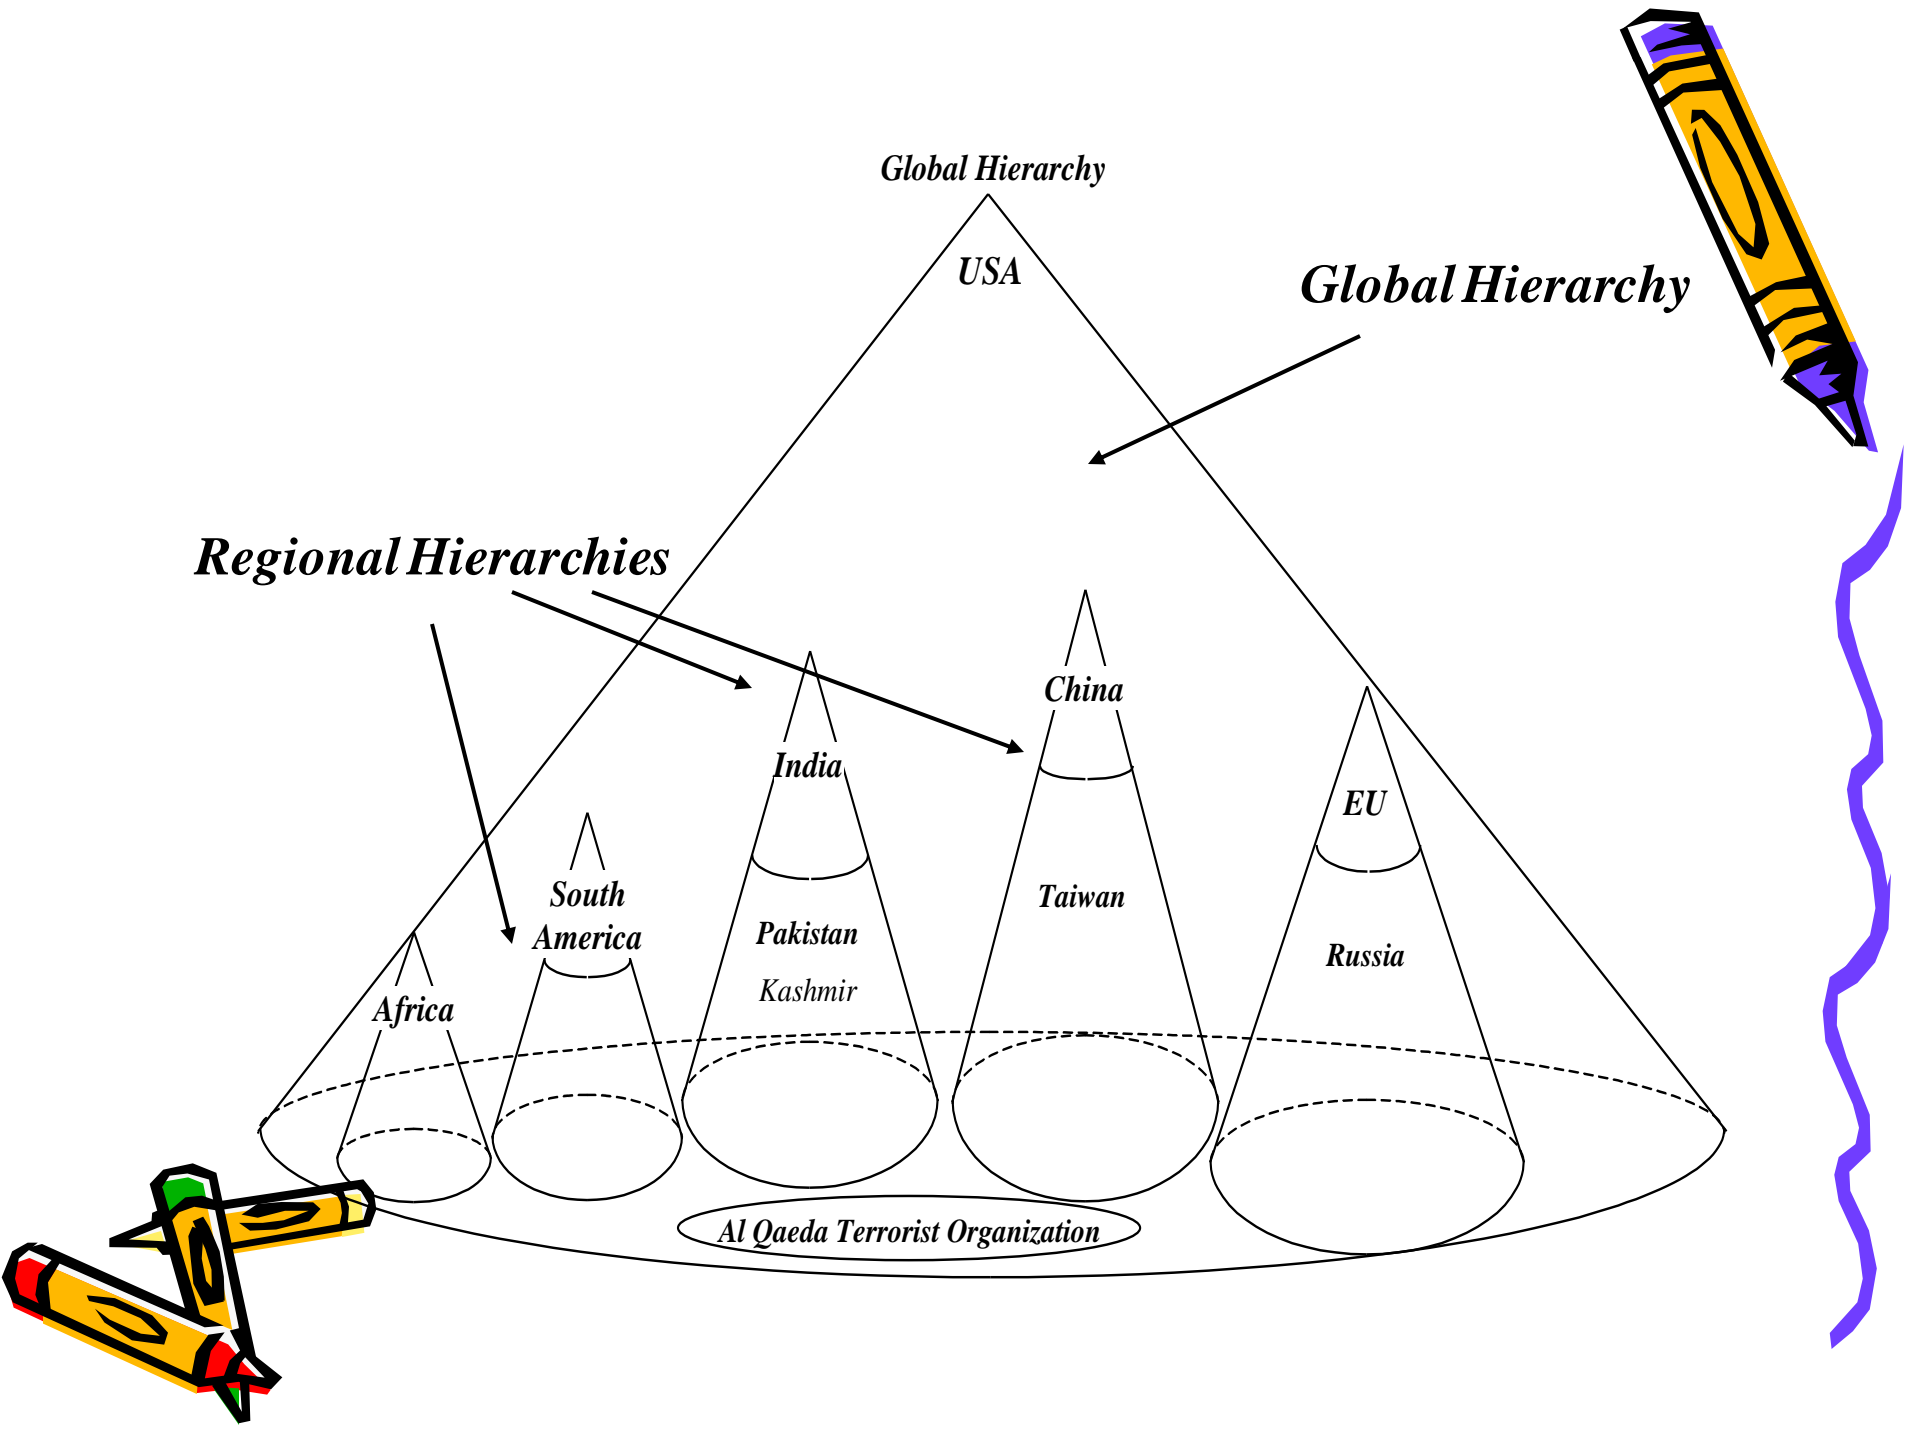 Global Hierarchy
USA
Global Hierarchy
Regional Hierarchies
China
India
EU
South
America
Taiwan
Pakistan
Russia
Kashmir
Africa
Al Qaeda Terrorist Organization